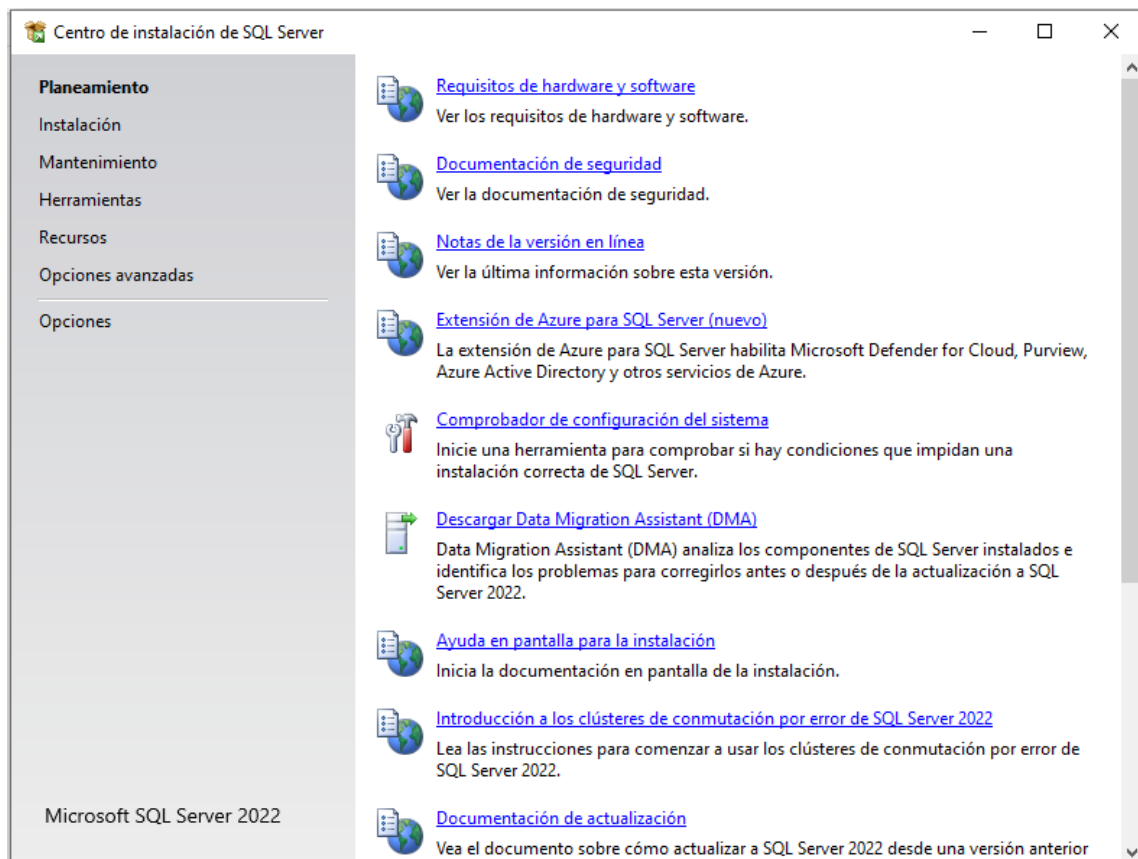 Centro de instalación de SQL Server
Planeamiento
Instalación
Mantenimiento
Herramientas
Recursos
Opciones avanzadas
Opciones
Microsoft SQL Server 2022
Requisitos de hardware y software
Ver los requisitos de hardware y software.
Documentación de seguridad
Ver la documentación de seguridad.
Notas de la versión en línea
Ver la última información sobre esta versión.
Extensión de Azure para SQL Server (nuevo)
La extensión de Azure para SQL Server habilita Microsoft Defender for Cloud, Purview,
Azure Active Directory y otros servicios de Azure.
Comprobador de configuración del sistema
Inicie una herramienta para comprobar si hay condiciones que impidan una
instalación correcta de SQL Server.
Descargar Data Migration Assistant (DMA)
Data Migration Assistant (DMA) analiza los componentes de SQL Server instalados e
identifica los problemas para corregirlos antes o después de la actualización a SQL
Server 2022.
Ayuda en pantalla para la instalación
Inicia la documentación en pantalla de la instalación.
Introducción a los clústeres de conmutación por error de SQL Server 2022
Lea las instrucciones para comenzar a usar los clústeres de conmutación por error de
SQL Server 2022.
Documentación de actualización
Vea el documento sobre cómo actualizar a SQL Server 2022 desde una versión anterior